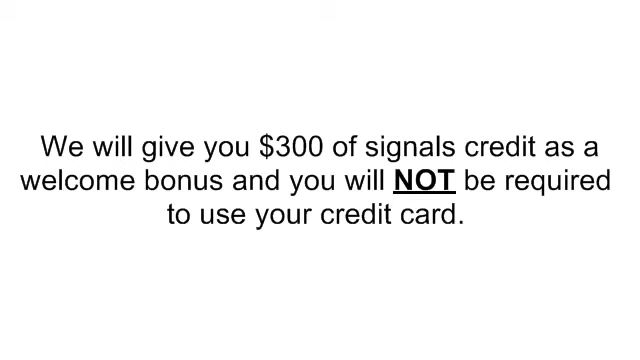 We will give you $300 of signals credit as a
welcome bonus and you will NOT be required
to use your credit card.